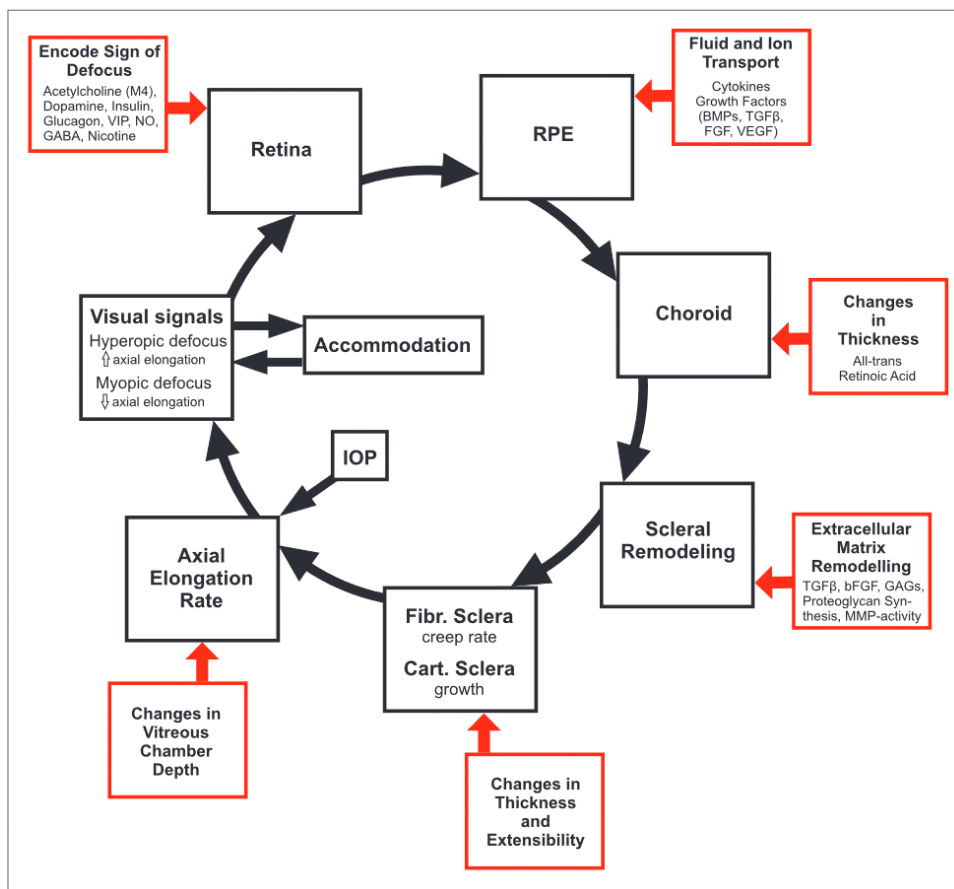 Encode Sign of
Defocus
Acetylcholine (M4),
Dopamine, Insulin,
Glucagon, VIP, NO,
GABA, Nicotine
Retina
RPE
Fluid and Ion
Transport
Cytokines
Growth Factors
(BMPs, TGFβ,
FGF, VEGF)
Choroid
Changes
in
Thickness
All-trans
Retinoic Acid
Visual signals
Hyperopic defocus
⇧ axial elongation
Myopic defocus
⇩ axial elongation
Accommodation
IOP
Scleral
Remodeling
Extracellular
Matrix
Remodelling
TGFβ, bFGF, GAGs,
Proteoglycan Syn-
thesis, MMP-activity
Axial
Elongation
Rate
Fibr. Sclera
creep rate
Cart. Sclera
growth
Changes in
Vitreous
Chamber
Depth
Changes in
Thickness
and
Extensibility